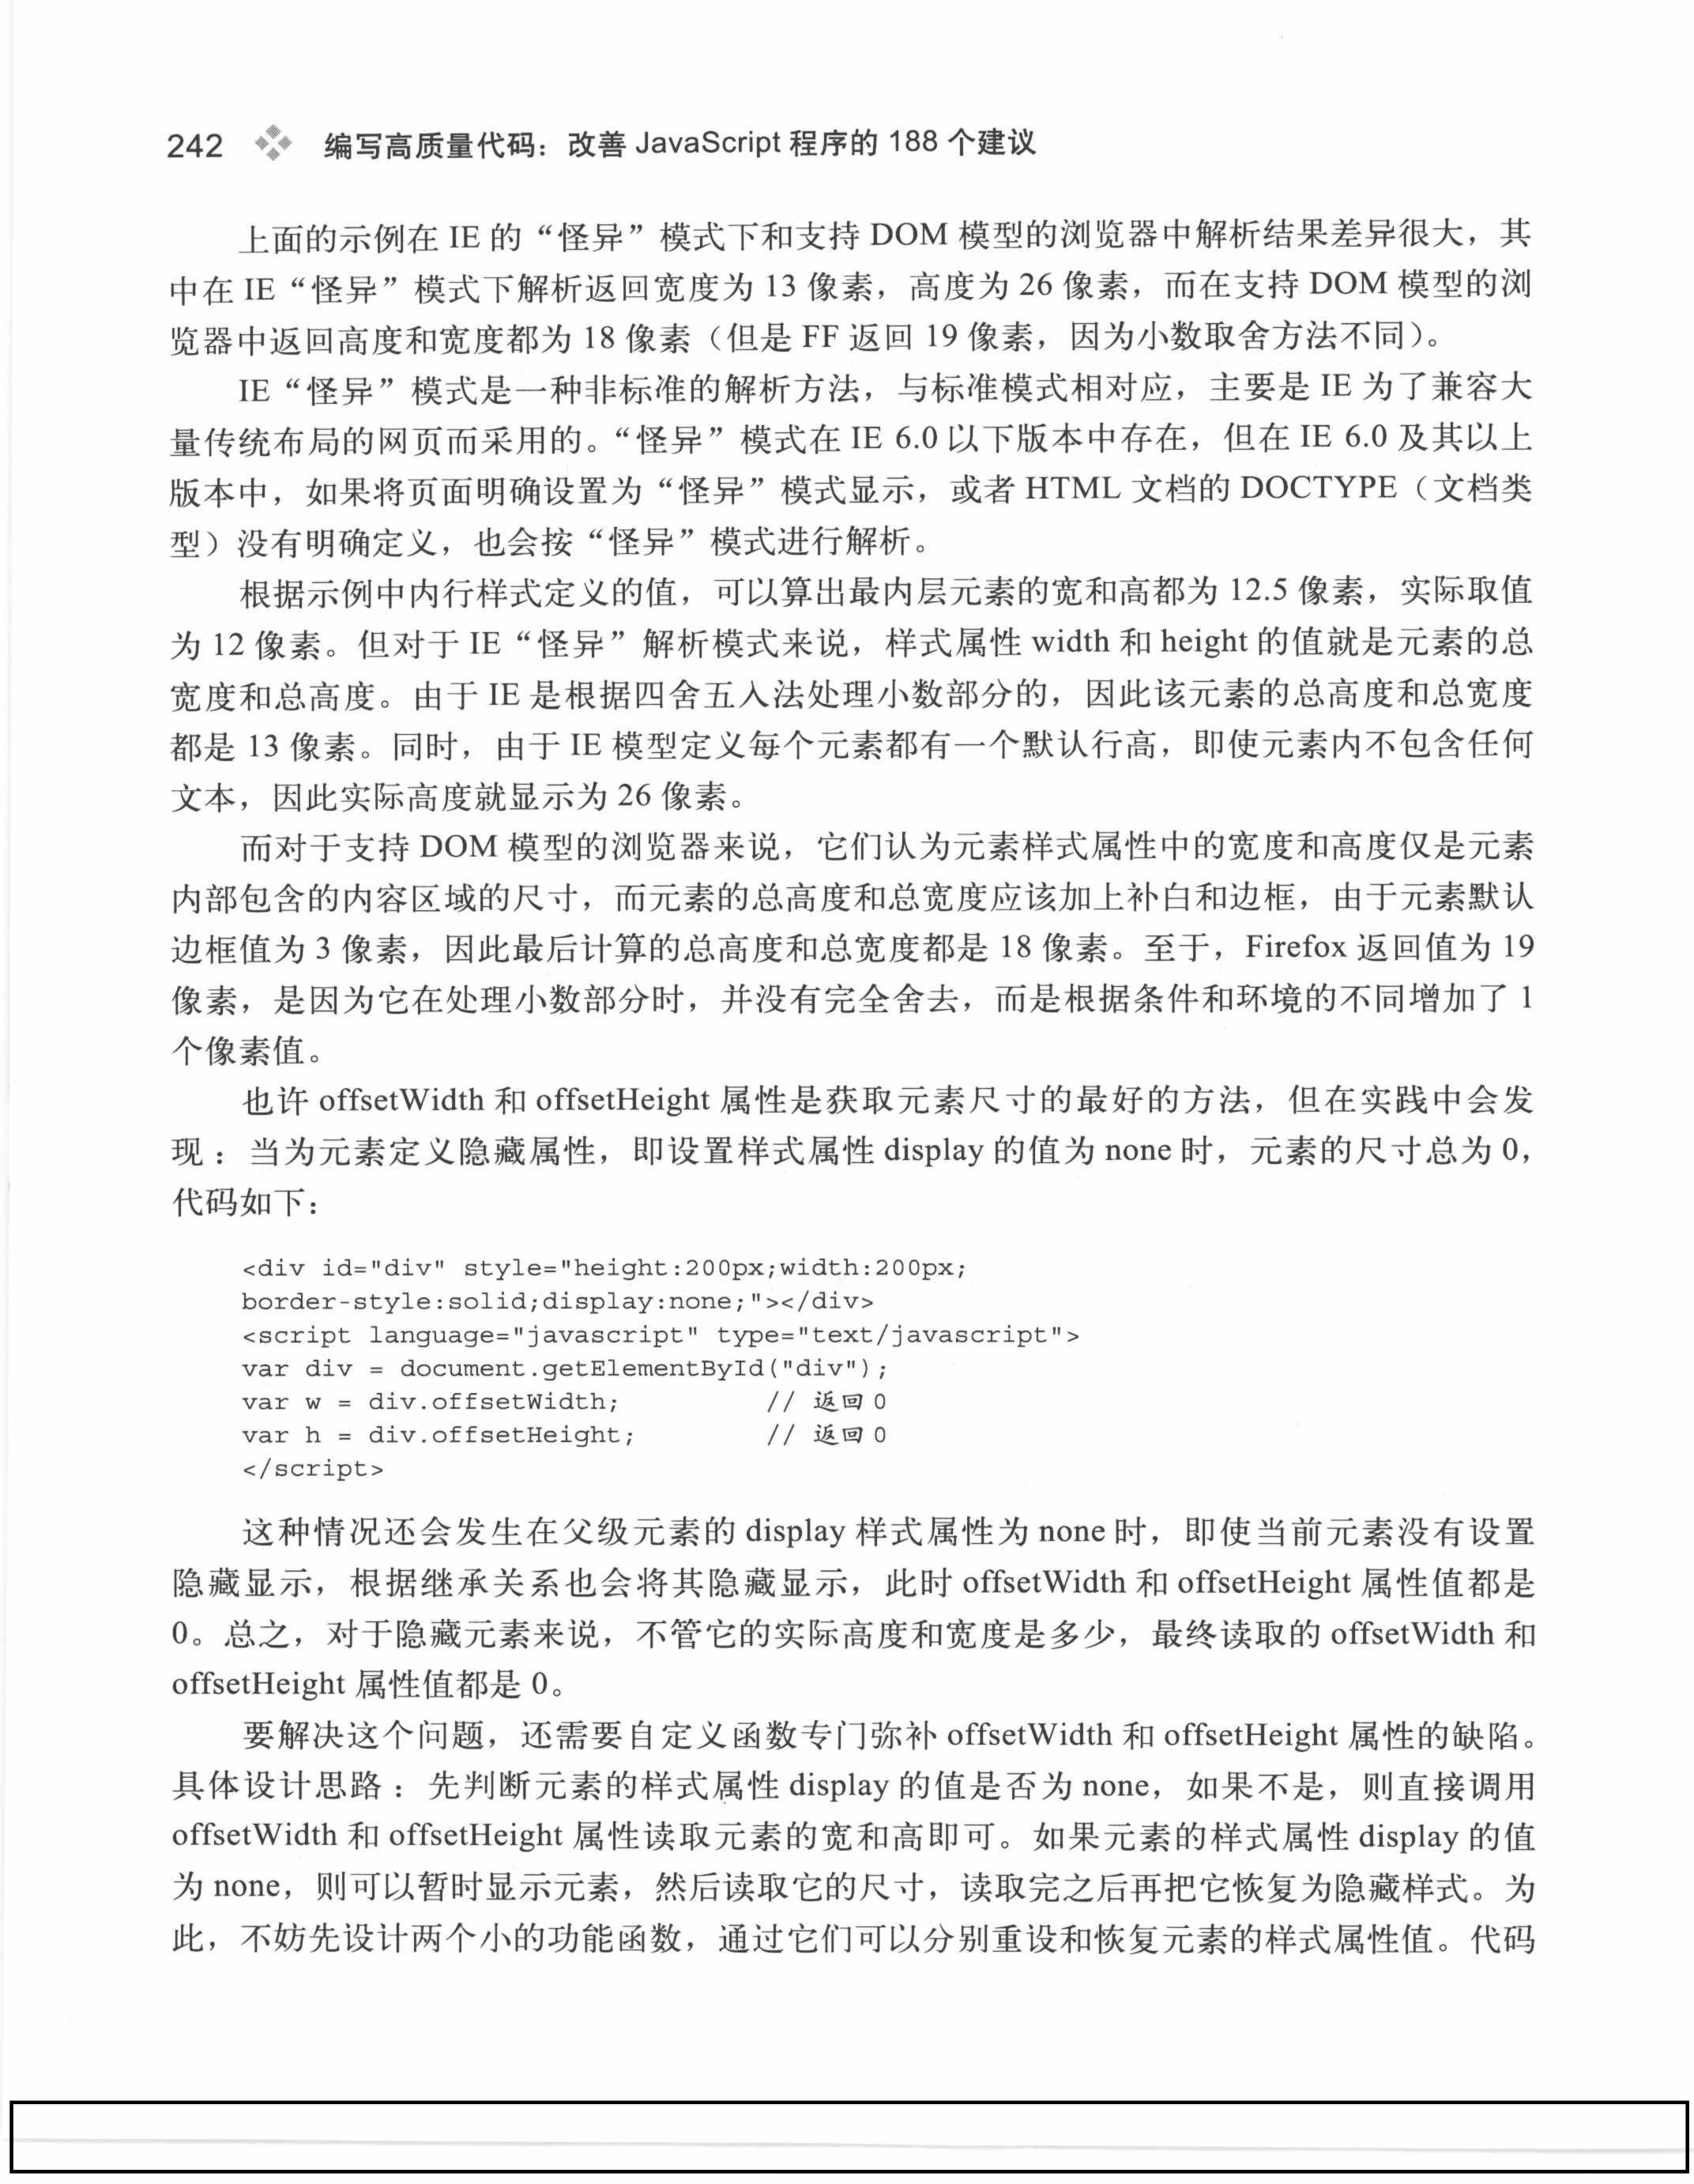 242 编写高质量代码：改善 JavaScript 程序的 188 个建议
上面的示例在 IE 的“怪异”模式下和支持 DOM 模型的浏览器中解析结果差异很大，其
中在 IE“怪异”模式下解析返回宽度为 13 像素，高度为 26 像素，而在支持 DOM 模型的浏
览器中返回高度和宽度都为 18 像素（但是 FF 返回 19 像素，因为小数取舍方法不同）。
IE“怪异”模式是一种非标准的解析方法，与标准模式相对应，主要是 IE 为了兼容大
量传统布局的网页而采用的。“怪异”模式在 IE 6.0 以下版本中存在，但在 IE 6.0 及其以上
版本中，如果将页面明确设置为“怪异”模式显示，或者 HTML 文档的 DOCTYPE（文档类
型）没有明确定义，也会按“怪异”模式进行解析。
根据示例中内行样式定义的值，可以算出最内层元素的宽和高都为 12.5 像素，实际取值
为 12 像素。但对于 IE“怪异”解析模式来说，样式属性 width 和 height 的值就是元素的总
宽度和总高度。由于 IE 是根据四舍五入法处理小数部分的，因此该元素的总高度和总宽度
都是 13 像素。同时，由于 IE 模型定义每个元素都有一个默认行高，即使元素内不包含任何
文本，因此实际高度就显示为 26 像素。
而对于支持 DOM 模型的浏览器来说，它们认为元素样式属性中的宽度和高度仅是元素
内部包含的内容区域的尺寸，而元素的总高度和总宽度应该加上补白和边框，由于元素默认
边框值为 3 像素，因此最后计算的总高度和总宽度都是 18 像素。至于，Firefox 返回值为 19
像素，是因为它在处理小数部分时，并没有完全舍去，而是根据条件和环境的不同增加了 1
个像素值。
也许 offsetWidth 和 offsetHeight 属性是获取元素尺寸的最好的方法，但在实践中会发
现：当为元素定义隐藏属性，即设置样式属性 display 的值为 none 时，元素的尺寸总为 0，
代码如下：
<div id="div" style="height:200px;width:200px;
border-style:solid;display:none;"></div>
<script language="javascript" type="text/javascript">
var div = document.getElementById("div");
var w = div.offsetWidth; // 返回 0
var h = div.offsetHeight; // 返回 0
</script>
这种情况还会发生在父级元素的 display 样式属性为 none 时，即使当前元素没有设置
隐藏显示，根据继承关系也会将其隐藏显示，此时 offsetWidth 和 offsetHeight 属性值都是
0。总之，对于隐藏元素来说，不管它的实际高度和宽度是多少，最终读取的 offsetWidth 和
offsetHeight 属性值都是 0。
要解决这个问题，还需要自定义函数专门弥补 offsetWidth 和 offsetHeight 属性的缺陷。
具体设计思路：先判断元素的样式属性 display 的值是否为 none，如果不是，则直接调用
offsetWidth 和 offsetHeight 属性读取元素的宽和高即可。如果元素的样式属性 display 的值
为 none，则可以暂时显示元素，然后读取它的尺寸，读取完之后再把它恢复为隐藏样式。为
此，不妨先设计两个小的功能函数，通过它们可以分别重设和恢复元素的样式属性值。代码